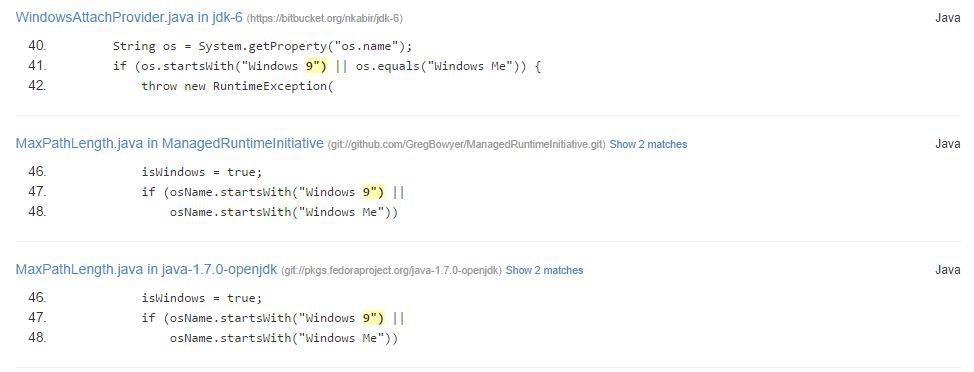 WindowsAttachProvider.java in jdk-6 (https://bitbucket.org/nkabir/jdk-6) Java
40. String os = System.getProperty("os.name");
41. if (os.startsWith("Windows 9") || os.equals("Windows Me")) {
42. throw new RuntimeException(
MaxPathLength.java in ManagedRuntimeInitiative (git://github.com/GregBowyer/ManagedRuntimeInitiative.git) Show 2 matches Java
46. isWindows = true;
47. if (osName.startsWith("Windows 9") ||
48. osName.startsWith("Windows Me"))
MaxPathLength.java in java-1.7.0-openjdk (git://pkgs.fedoraproject.org/java-1.7.0-openjdk) Show 2 matches Java
46. isWindows = true;
47. if (osName.startsWith("Windows 9") ||
48. osName.startsWith("Windows Me"))